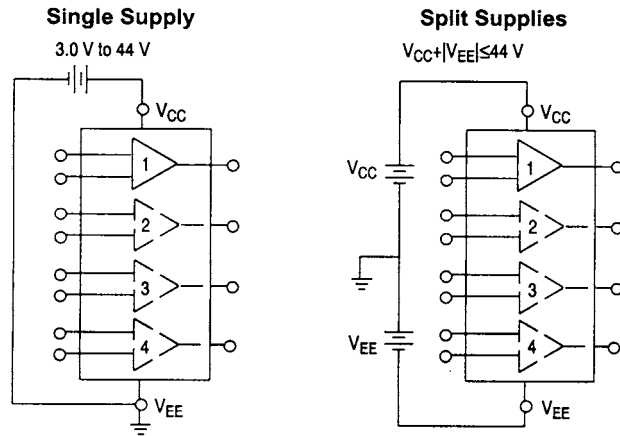 Single Supply
3.0 V to 44 V
VCC
1
2
3
4
VEE
Split Supplies
VCC+|VEE|≤44 V
VCC
VCC
1
2
3
VEE
4
VEE